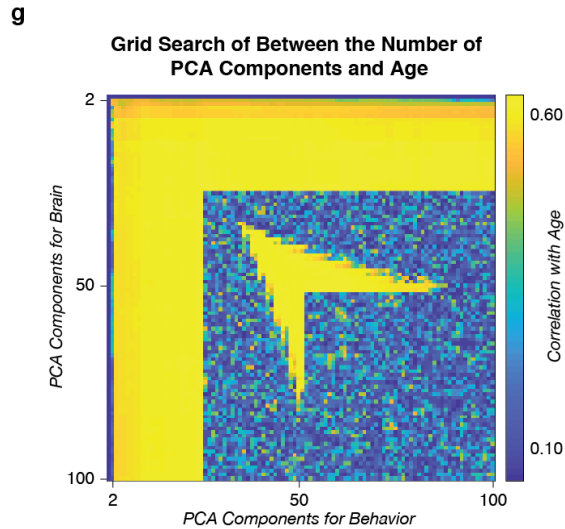 g
Grid Search of Between the Number of
PCA Components and Age
2
50
100
PCA Components for Brain
2
50
100
PCA Components for Behavior
0.60
0.10
Correlation with Age